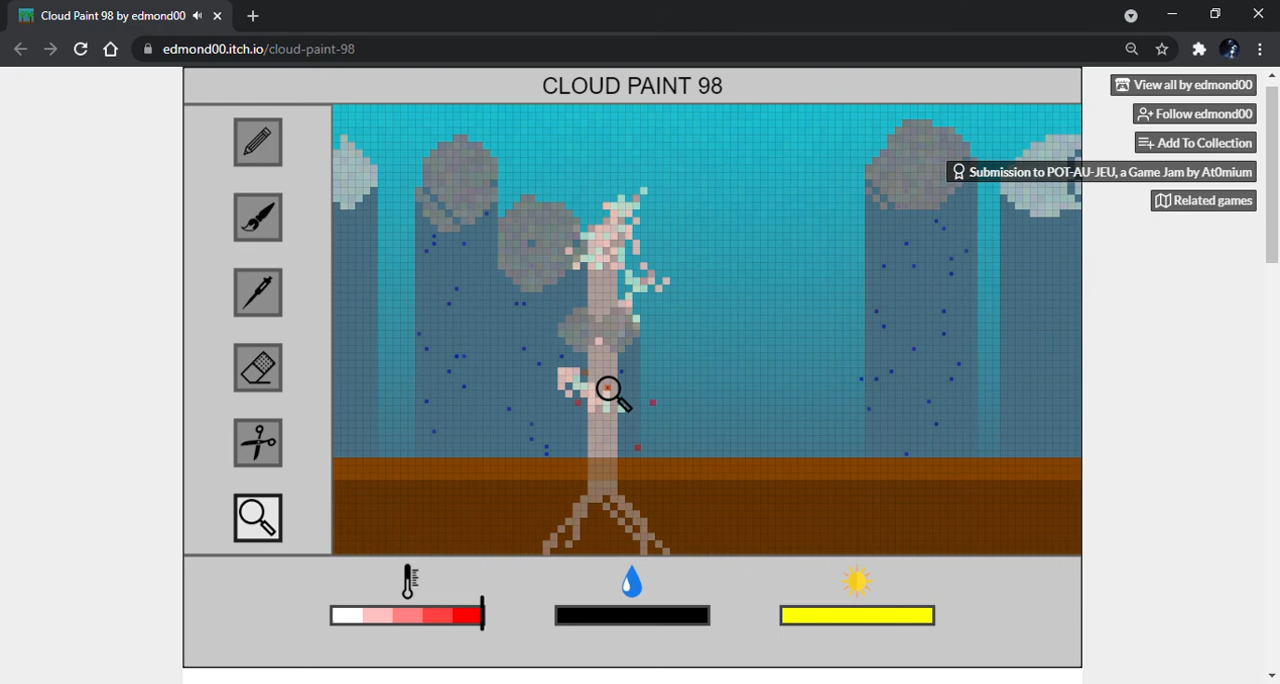 Cloud Paint 98 by edmond00
edmond00.itch.io/cloud-paint-98
CLOUD PAINT 98
View all by edmond00
Follow edmond00
Add To Collection
Submission to POT-AU-JEU, a Game Jam by At0mium
Related games